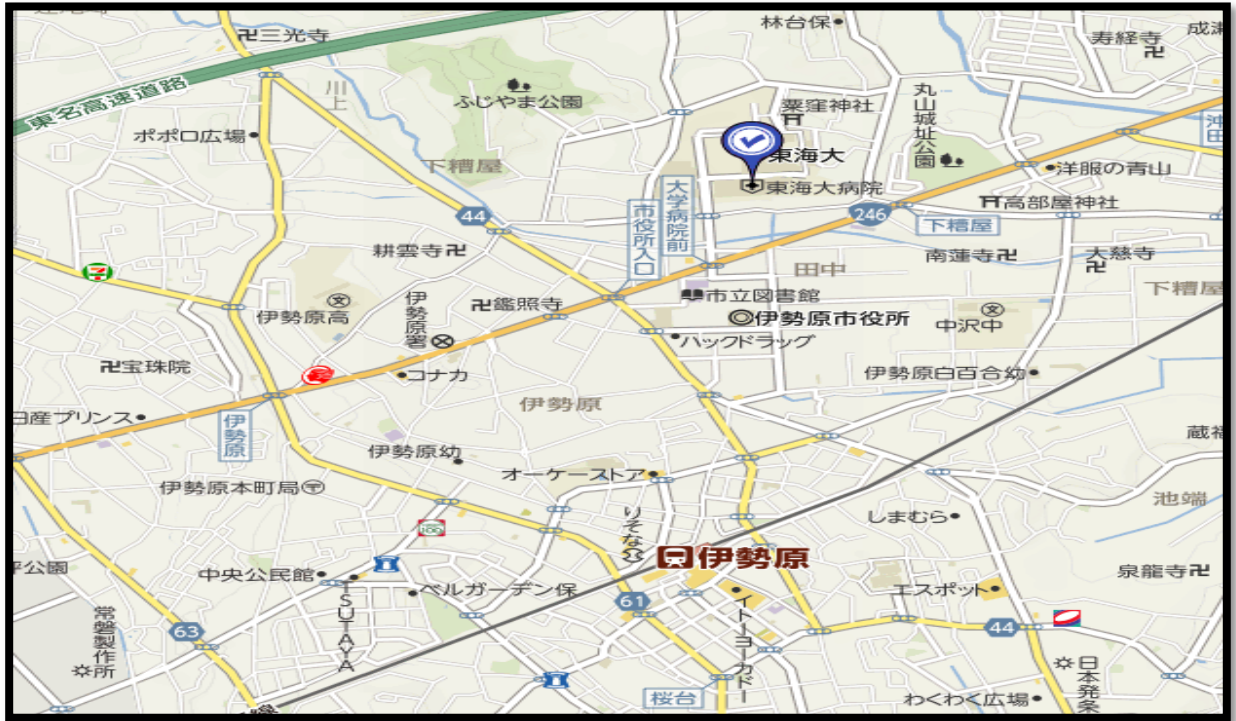 三光寺
林台保
寿経寺
成瀬
東名高速道路
川上
ふじやま公園
粟窪神社
丸山城址公園
ポポロ広場
下糟屋
東海大
東海大病院
洋服の青山
高部屋神社
大学病院前
市役所入口
44
246
下糟屋
耕雲寺
南蓮寺
大慈寺
田中
下糟屋
市立図書館
伊勢原高
伊勢原署
鑑照寺
伊勢原市役所
中沢中
ハックドラッグ
宝珠院
コナカ
伊勢原白百合幼
日産プリンス
伊勢原
伊勢原
伊勢原幼
オーケーストア
伊勢原本町局
りそな
しまむら
池端
伊勢原
中央公民館
ベルガーデン保
エスポット
泉龍寺
TSUTAYA
常磐製作所
63
61
イトーヨーカドー
44
桜台
わくわく広場
日本発条